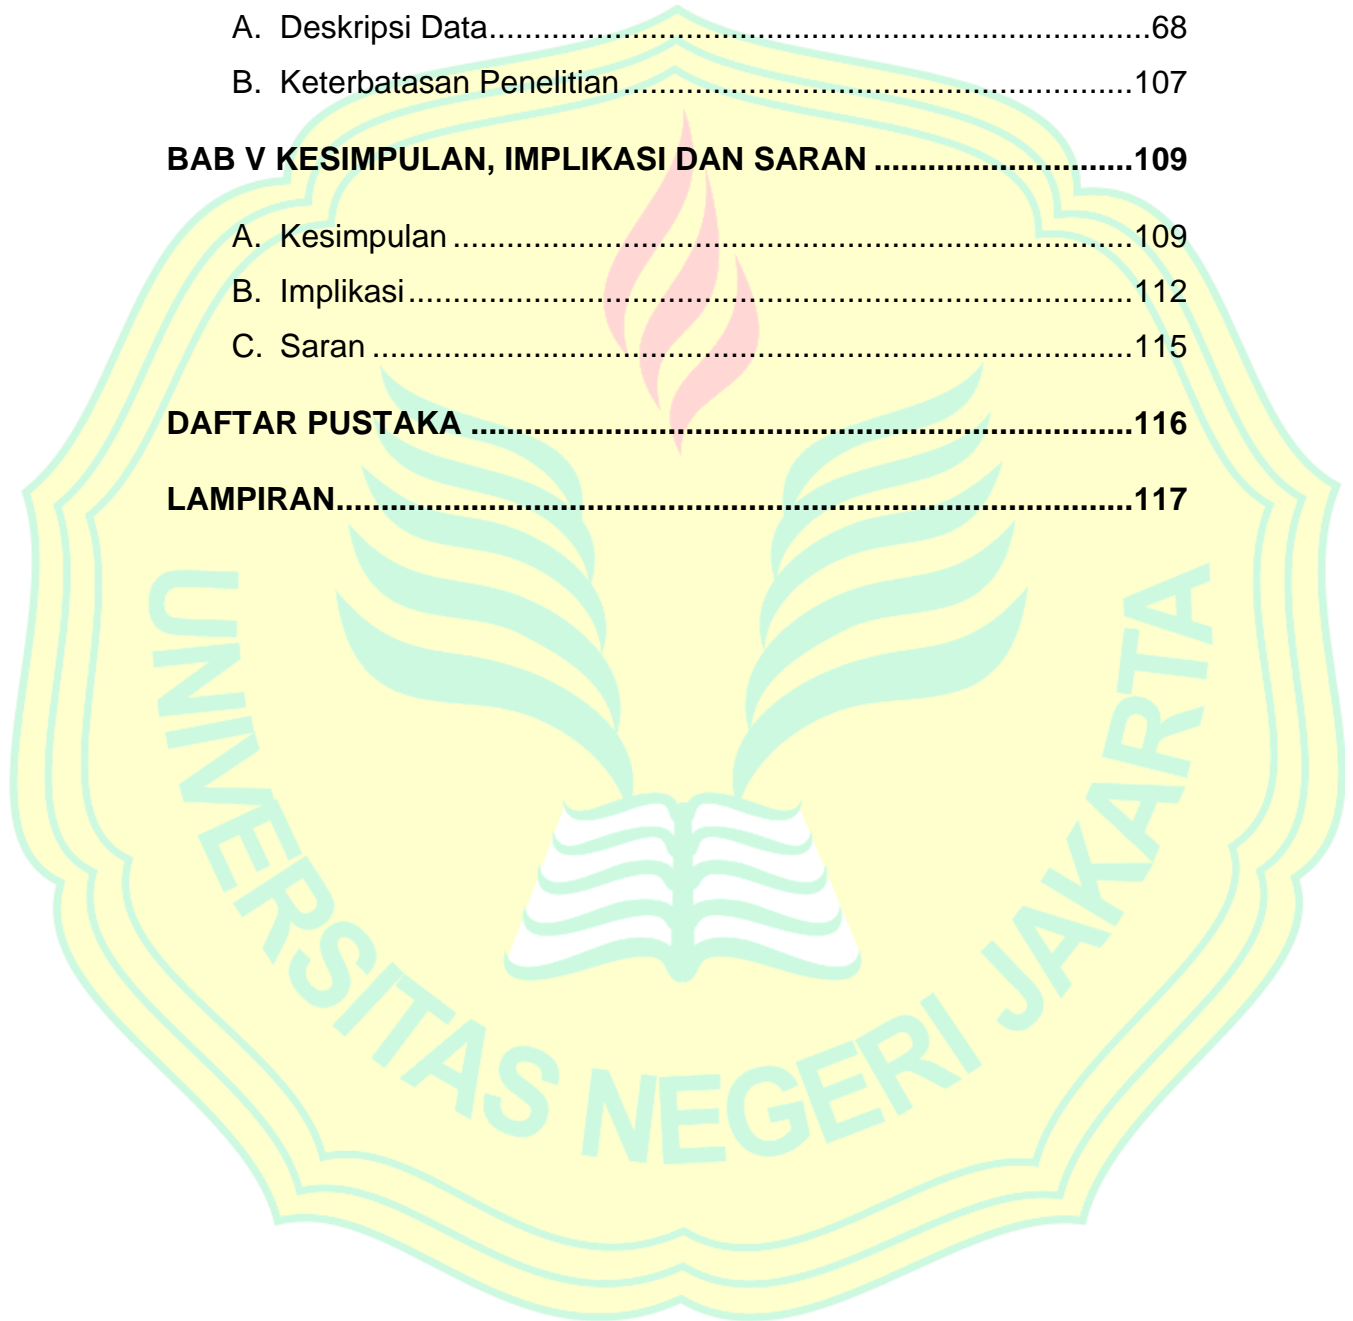 A. Deskripsi Data..........................................................................68
B. Keterbatasan Penelitian.........................................................107
BAB V KESIMPULAN, IMPLIKASI DAN SARAN .............................109
A. Kesimpulan............................................................................109
B. Implikasi.................................................................................112
C. Saran .....................................................................................115
DAFTAR PUSTAKA ..........................................................................116
LAMPIRAN.........................................................................................117
UNIVERSITAS NEGERI JAKARTA